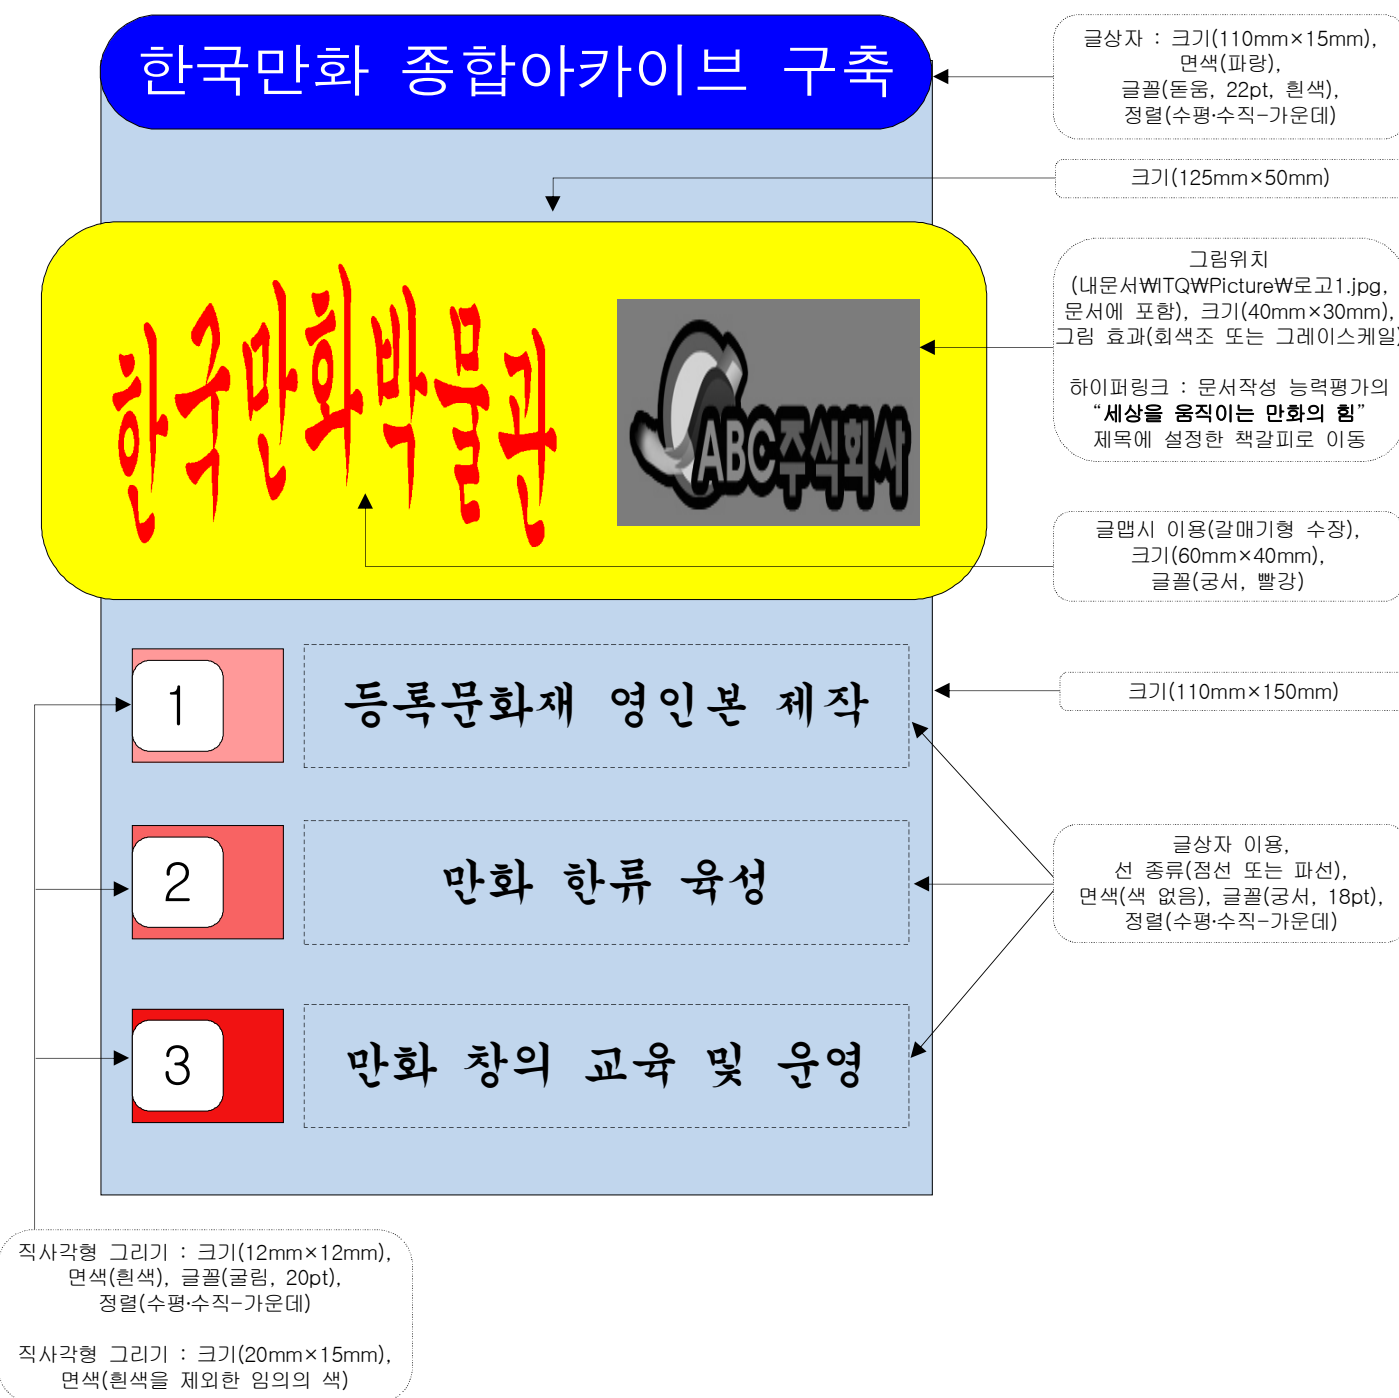 한국만화 종합아카이브 구축
글상자 : 크기(110mm×15mm),
면색(파랑),
글꼴(돋움, 22pt, 흰색),
정렬(수평·수직-가운데)
크기(125mm×50mm)
한국만화박물관
ABC주식회사
그림위치
(내문서₩ITQ₩Picture₩로고1.jpg,
문서에 포함), 크기(40mm×30mm),
그림 효과(회색조 또는 그레이스케일)
하이퍼링크 : 문서작성 능력평가의
“세상을 움직이는 만화의 힘”
제목에 설정한 책갈피로 이동
글맵시 이용(갈매기형 수장),
크기(60mm×40mm),
글꼴(궁서, 빨강)
1
등록문화재 영인본 제작
크기(110mm×150mm)
2
만화 한류 육성
글상자 이용,
선 종류(점선 또는 파선),
면색(색 없음), 글꼴(궁서, 18pt),
정렬(수평·수직-가운데)
3
만화 창의 교육 및 운영
직사각형 그리기 : 크기(12mm×12mm),
면색(흰색), 글꼴(굴림, 20pt),
정렬(수평·수직-가운데)
직사각형 그리기 : 크기(20mm×15mm),
면색(흰색을 제외한 임의의 색)